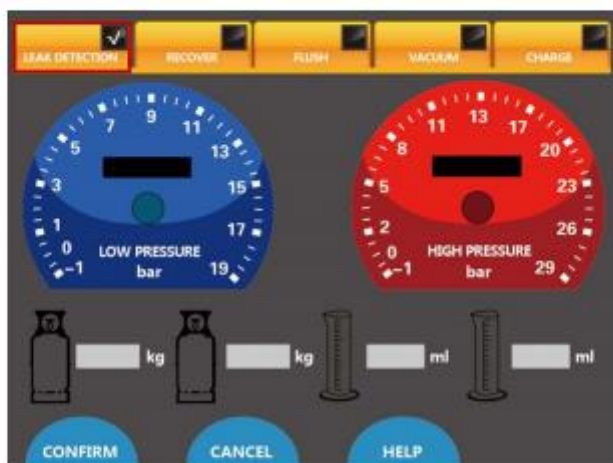 √
LEAK DETECTION RECOVER FLUSH VACUUM CHARGE
-1 0 1 3 5 7 9 11 13 15 17 19
LOW PRESSURE
bar
-1 0 2 5 8 11 13 17 20 23 26 29
HIGH PRESSURE
bar
kg kg ml ml
CONFIRM CANCEL HELP